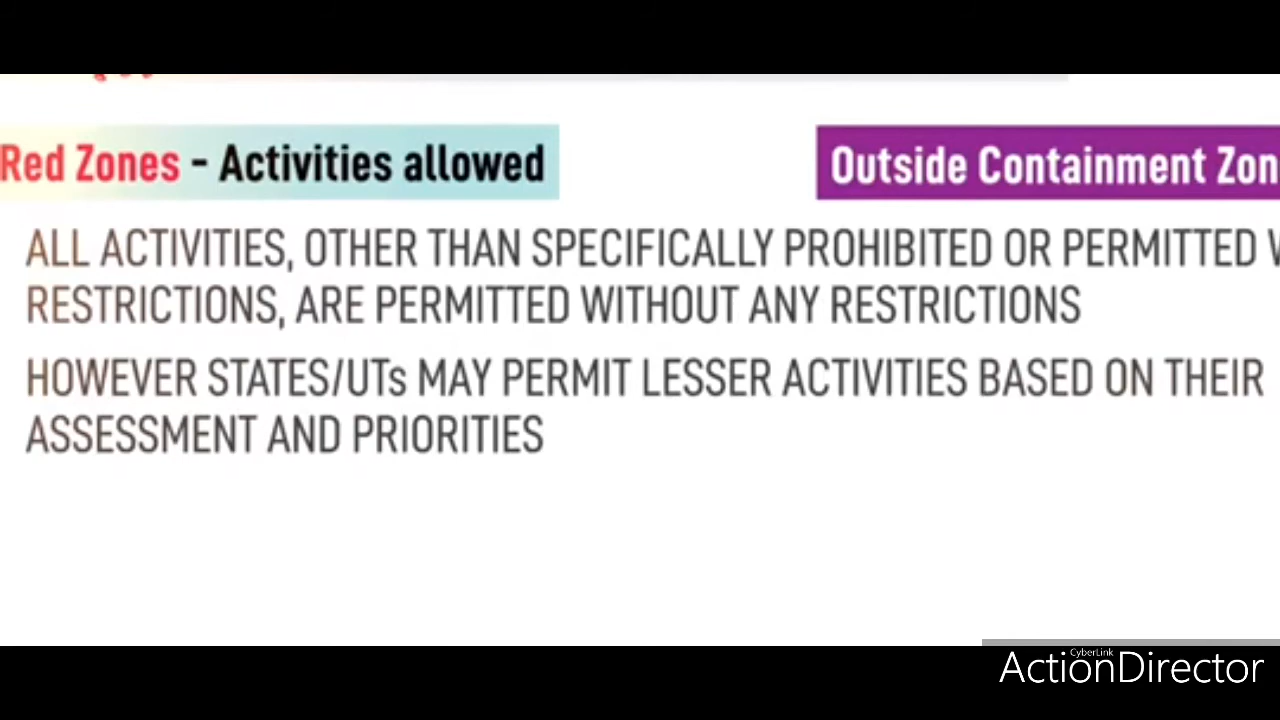 Red Zones - Activities allowed
Outside Containment
ALL ACTIVITIES, OTHER THAN SPECIFICALLY PROHIBITED OR PERMITTED
RESTRICTIONS, ARE PERMITTED WITHOUT ANY RESTRICTIONS
HOWEVER STATES/UTs MAY PERMIT LESSER ACTIVITIES BASED ON THEIR
ASSESSMENT AND PRIORITIES
CyberLink
ActionDirector